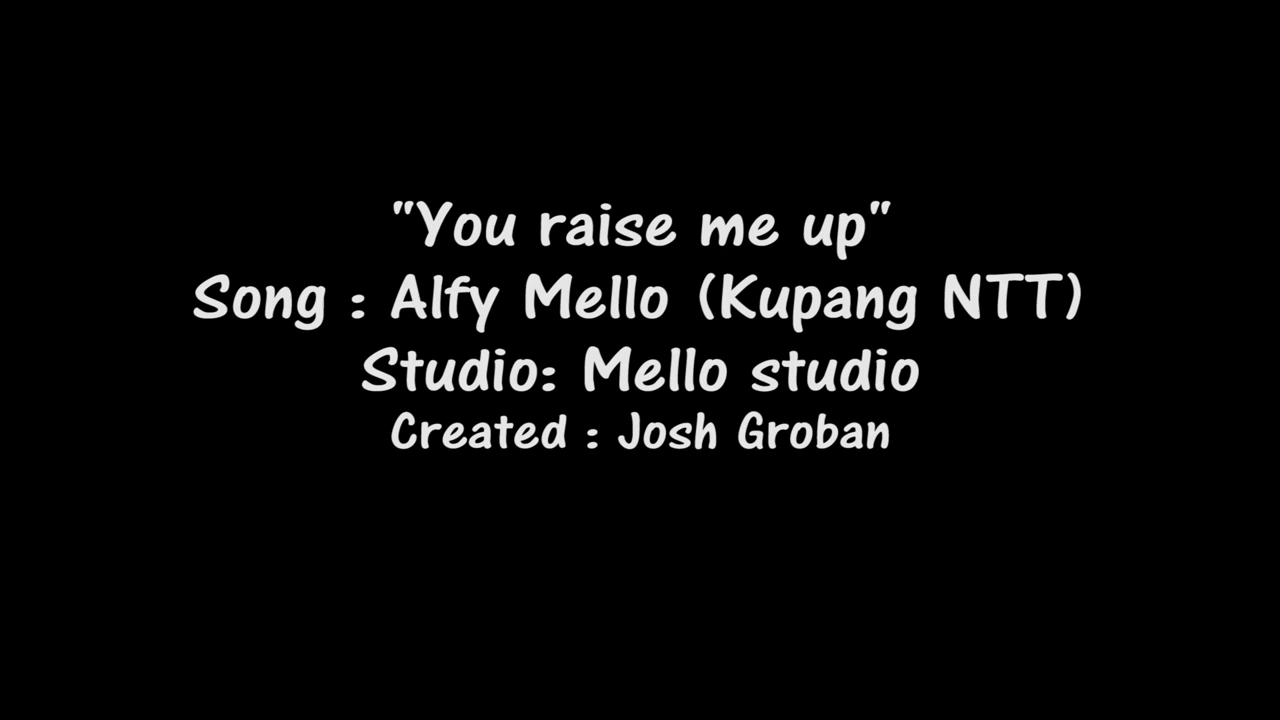 "You raise me up"
Song : Alfy Mello (Kupang NTT)
Studio: Mello studio
Created : Josh Groban